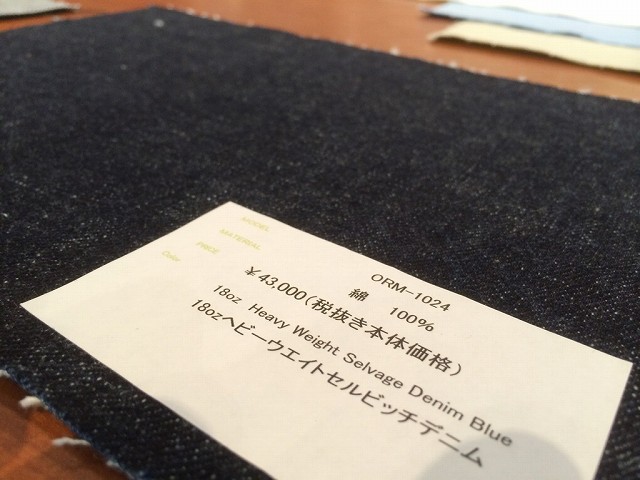 MODEL
ORM-1024
MATERIAL
綿 100%
PRICE
￥43,000(税抜き本体価格)
Color
18oz Heavy Weight Selvage Denim Blue
18ozヘビーウエイトセルビッチデニム